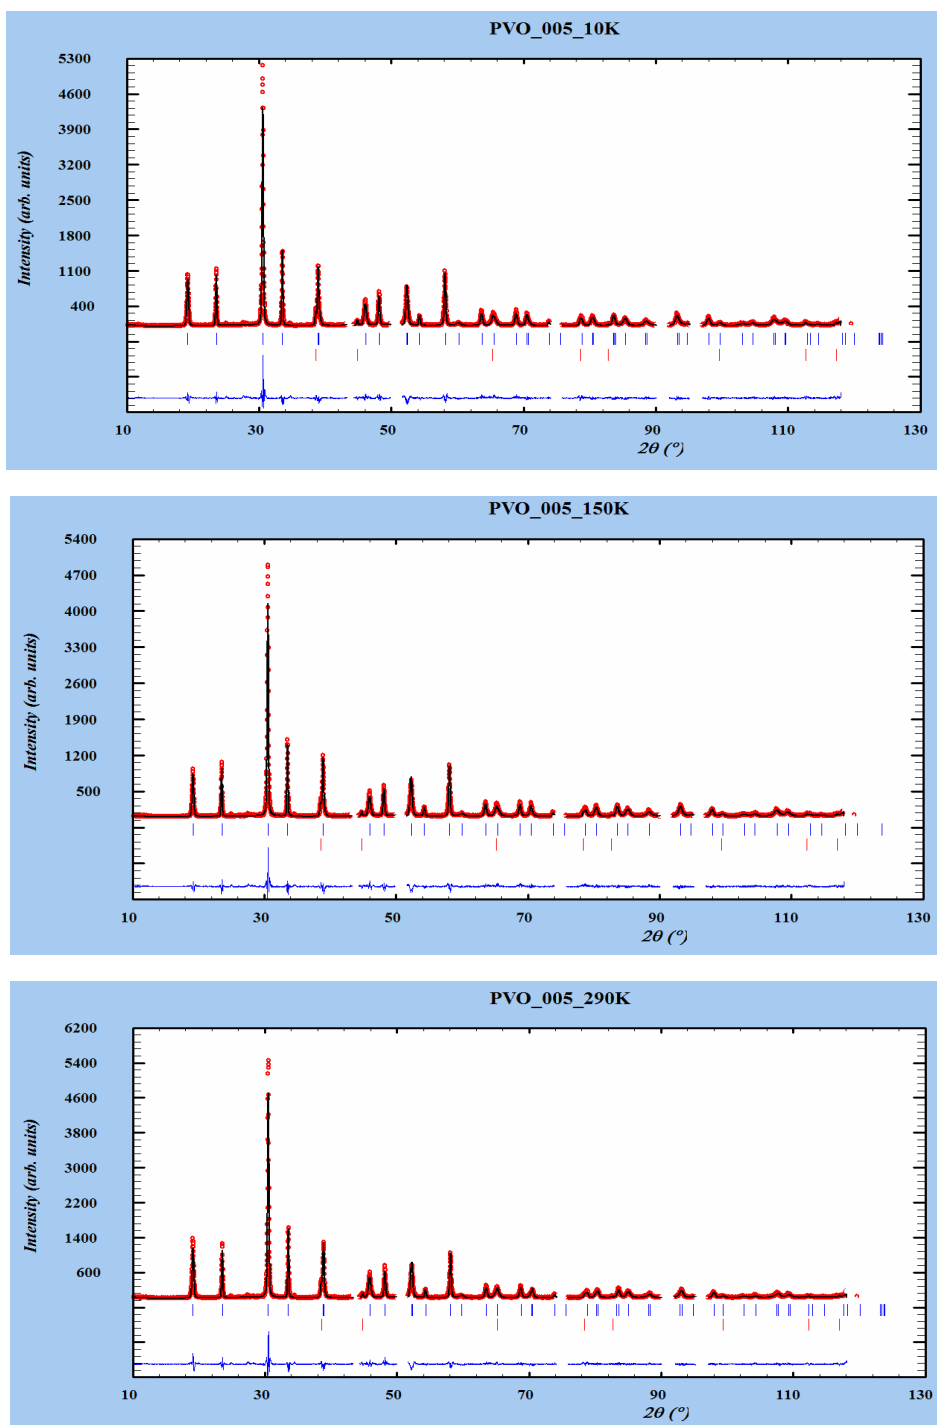 PVO_005_10K
5300
4600
3900
3200
2500
1800
1100
400
Intensity (arb. units)
10 30 50 70 90 110 130
2θ (°)
PVO_005_150K
5400
4700
4000
3300
2600
1900
1200
500
Intensity (arb. units)
10 30 50 70 90 110 130
2θ (°)
PVO_005_290K
6200
5400
4600
3800
3000
2200
1400
600
Intensity (arb. units)
10 30 50 70 90 110 130
2θ (°)